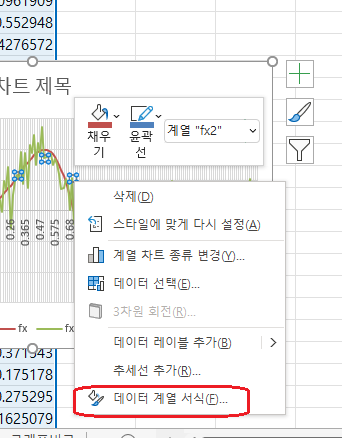 0.552948
4276572
차트 제목
채우
기
윤곽
선
계열 "fx2"
0.26
0.365
0.47
0.575
0.68
삭제(D)
스타일에 맞게 다시 설정(A)
계열 차트 종류 변경(Y)...
데이터 선택(E)...
3차원 회전(R)...
데이터 레이블 추가(B)
추세선 추가(R)...
데이터 계열 서식(F)...
fx
fx2
0.371943
0.175178
0.275295
1625079